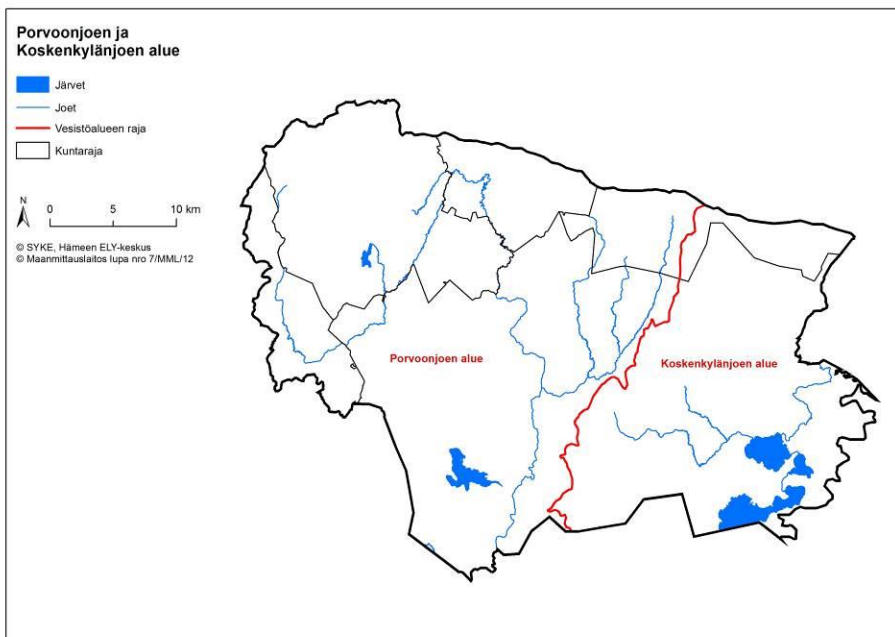 Porvoonjoen ja
Koskenkylänjoen alue
Järvet
Joet
Vesistöalueen raja
Kuntaraja
N
0 5 10 km
© SYKE, Hämeen ELY-keskus
© Maanmittauslaitos lupa nro 7/MML/12
Porvoonjoen alue
Koskenkylänjoen alue